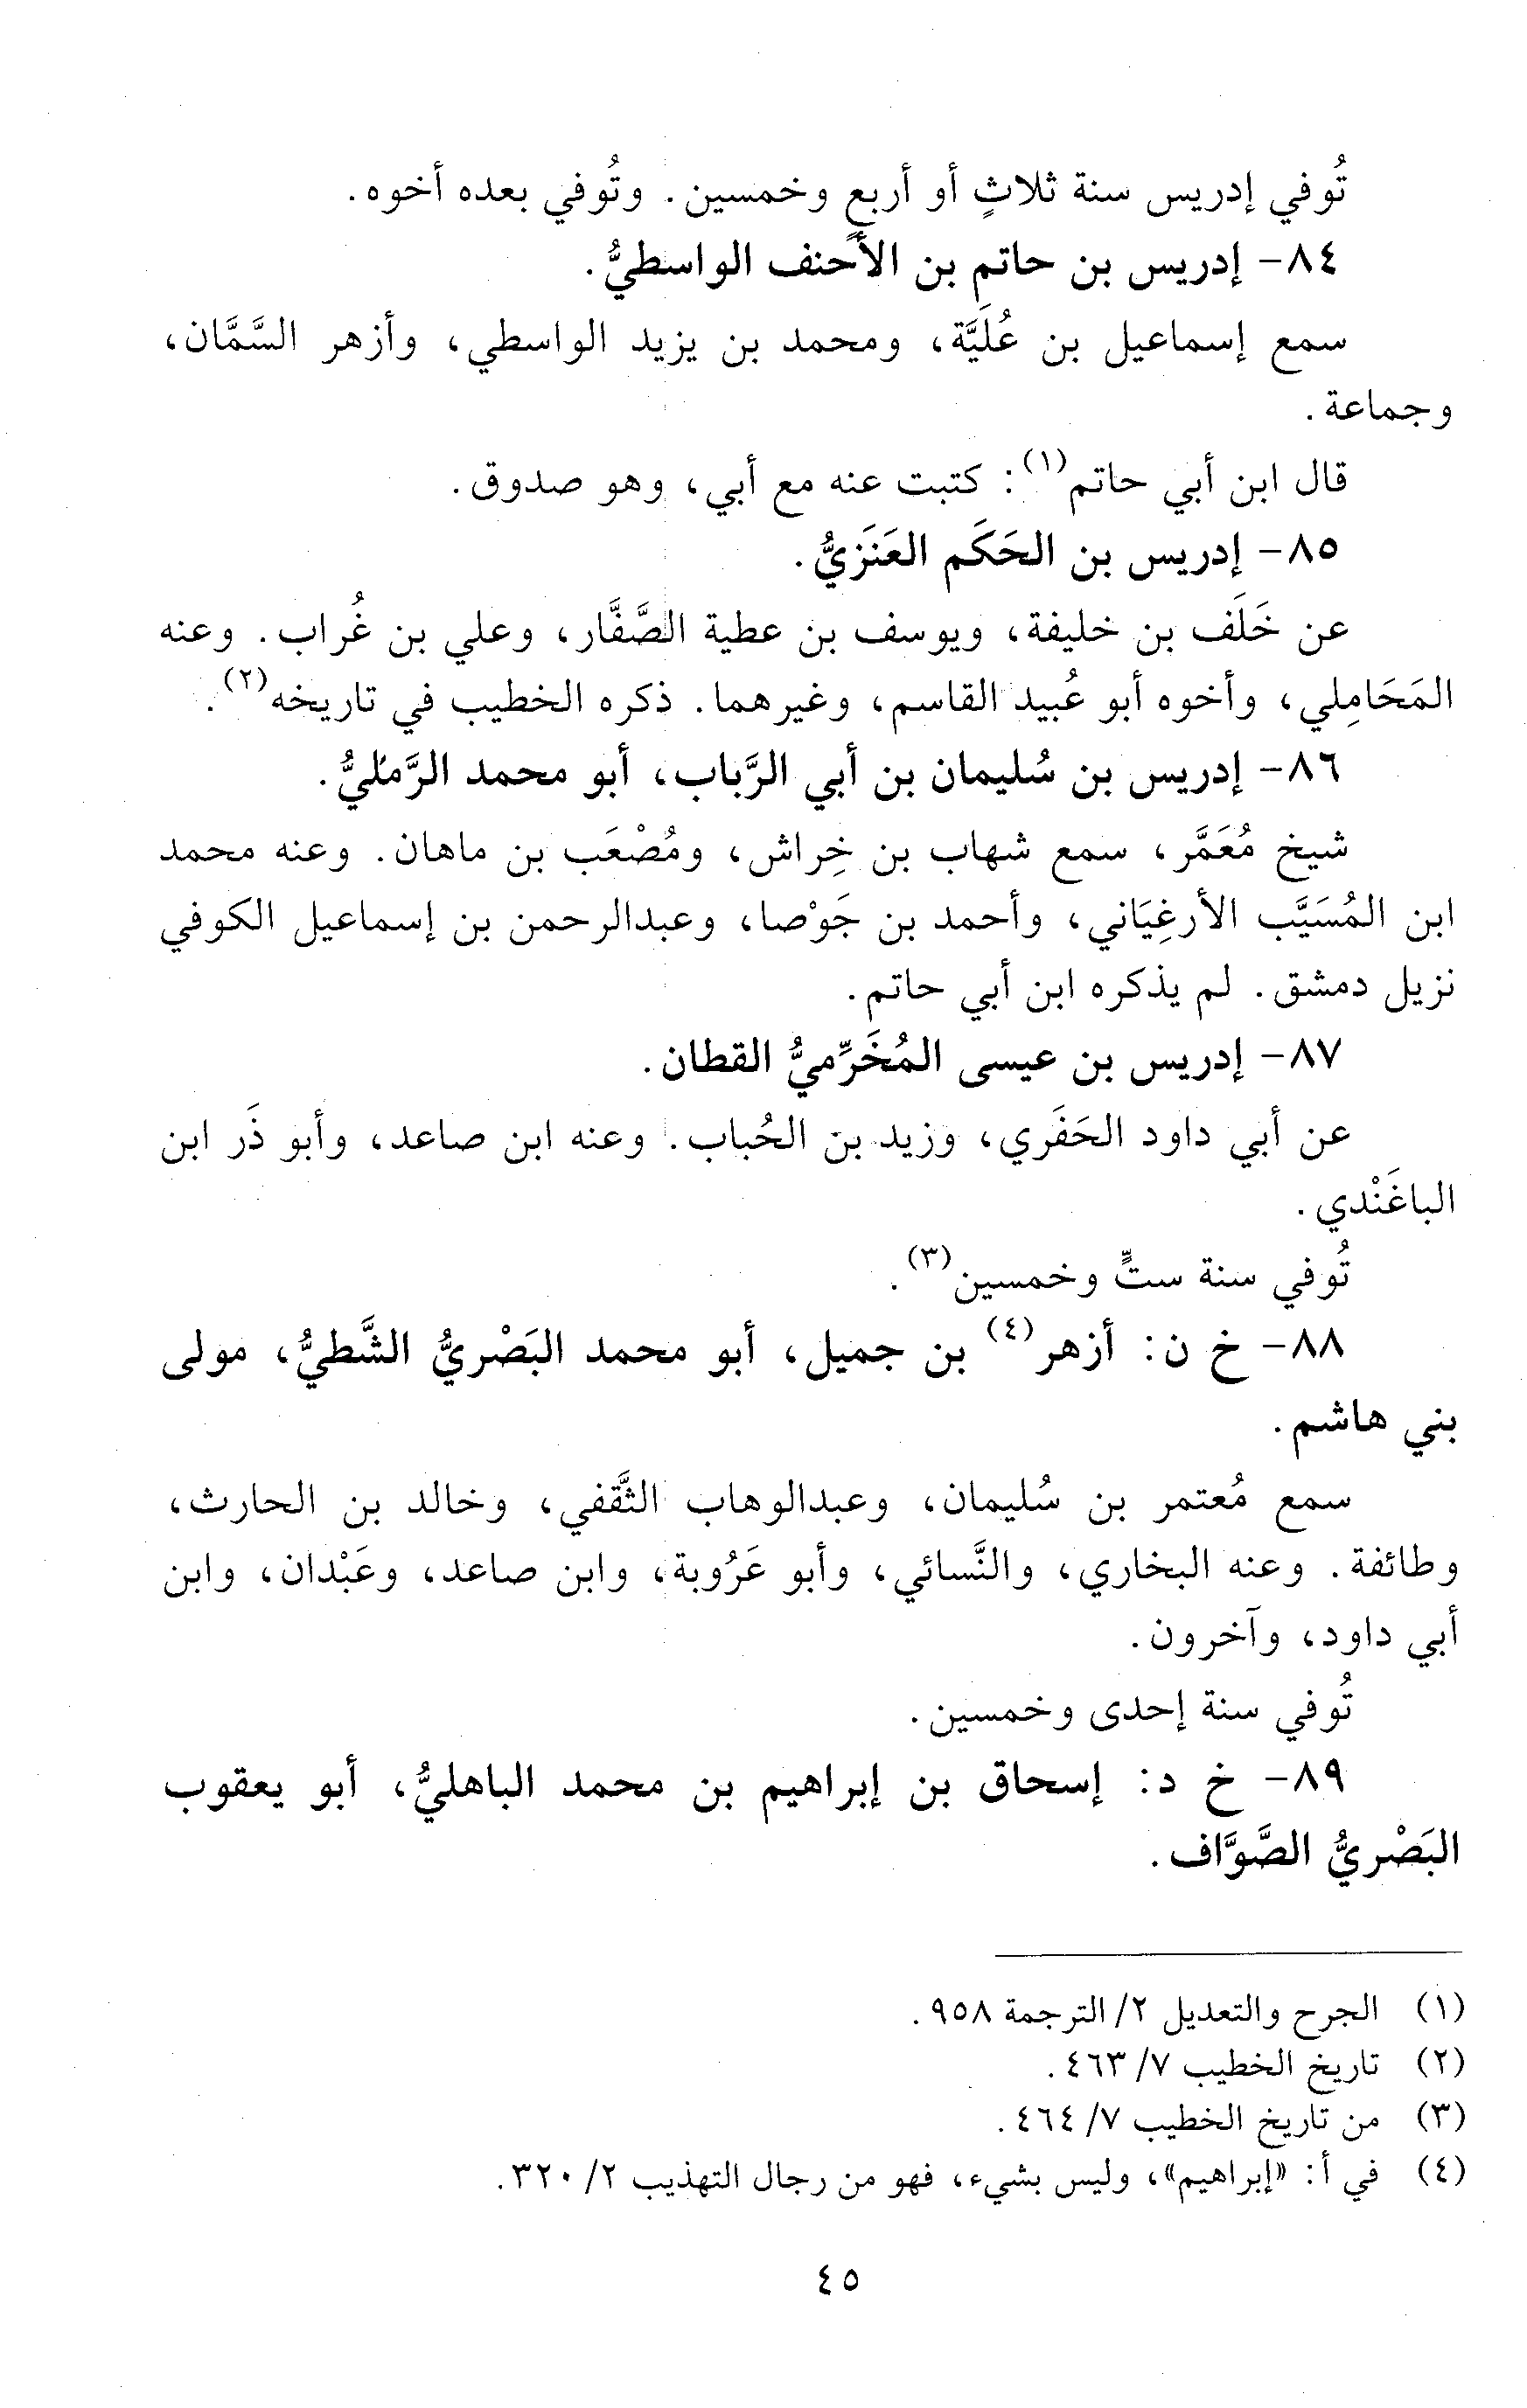 تُوفي إدريس سنة ثلاثٍ أو أربعٍ وخمسين. وتُوفي بعده أخوه.
٨٤- إدريس بن حاتم بن الأحنف الواسطيُّ.
سمع إسماعيل بن عُلَيَّة، ومحمد بن يزيد الواسطي، وأزهر السَّمَّان،
وجماعة.
قال ابن أبي حاتم(١): كتبت عنه مع أبي، وهو صدوق.
٨٥- إدريس بن الحَكَم العَنَزيُّ.
عن خَلَف بن خليفة، ويوسف بن عطية الصَّفَّار، وعلي بن غُراب. وعنه
المَحَامِلي، وأخوه أبو عُبيد القاسم، وغيرهما. ذكره الخطيب في تاريخه(٢).
٨٦- إدريس بن سُليمان بن أبي الرَّباب، أبو محمد الرَّمليُّ.
شيخ مُعَمَّر، سمع شهاب بن خِراش، ومُصْعَب بن ماهان. وعنه محمد
ابن المُسَيَّب الأرغِيَاني، وأحمد بن جَوْصا، وعبدالرحمن بن إسماعيل الكوفي
نزيل دمشق. لم يذكره ابن أبي حاتم.
٨٧- إدريس بن عيسى المُخَرِّميُّ القطان.
عن أبي داود الحَفَري، وزيد بن الحُباب. وعنه ابن صاعد، وأبو ذَر ابن
الباغَنْدي.
تُوفي سنة ستٍّ وخمسين(٣).
٨٨- خ ن: أزهر(٤) بن جميل، أبو محمد البَصْريُّ الشَّطيُّ، مولى
بني هاشم.
سمع مُعتمر بن سُليمان، وعبدالوهاب الثَّقفي، وخالد بن الحارث،
وطائفة. وعنه البخاري، والنَّسائي، وأبو عَرُوبة، وابن صاعد، وعَبْدان، وابن
أبي داود، وآخرون.
تُوفي سنة إحدى وخمسين.
٨٩- خ د: إسحاق بن إبراهيم بن محمد الباهليُّ، أبو يعقوب
البَصْريُّ الصَّوَّاف.
(١) الجرح والتعديل ٢/ الترجمة ٩٥٨.
(٢) تاريخ الخطيب ٧/ ٤٦٣.
(٣) من تاريخ الخطيب ٧/ ٤٦٤.
(٤) في أ: «إبراهيم»، وليس بشيء، فهو من رجال التهذيب ٢/ ٣٢٠.
٤٥